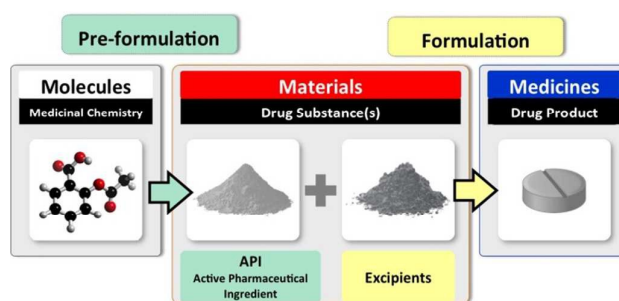 Pre-formulation
Formulation
Molecules
Medicinal Chemistry
Materials
Drug Substance(s)
Medicines
Drug Product
API
Active Pharmaceutical
Ingredient
Excipients